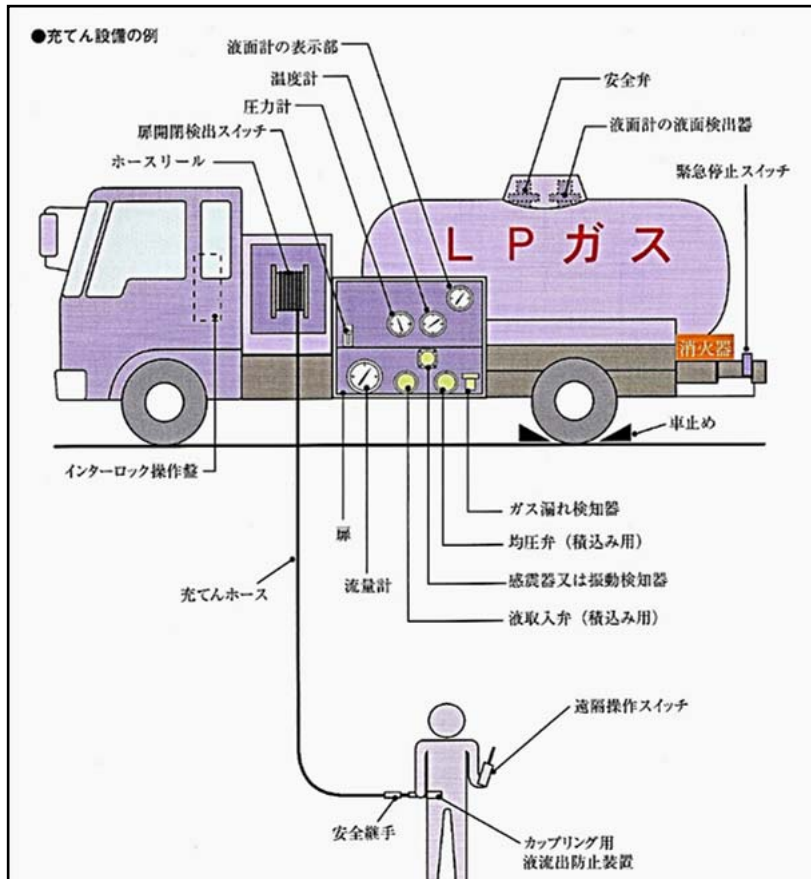 ●充てん設備の例
液面計の表示部
温度計
圧力計
扉開閉検出スイッチ
ホースリール
安全弁
液面計の液面検出器
緊急停止スイッチ
LPガス
消火器
車止め
インターロック操作盤
扉
流量計
充てんホース
ガス漏れ検知器
均圧弁(積込み用)
感震器又は振動検知器
液取入弁(積込み用)
遠隔操作スイッチ
安全継手
カップリング用
液流出防止装置